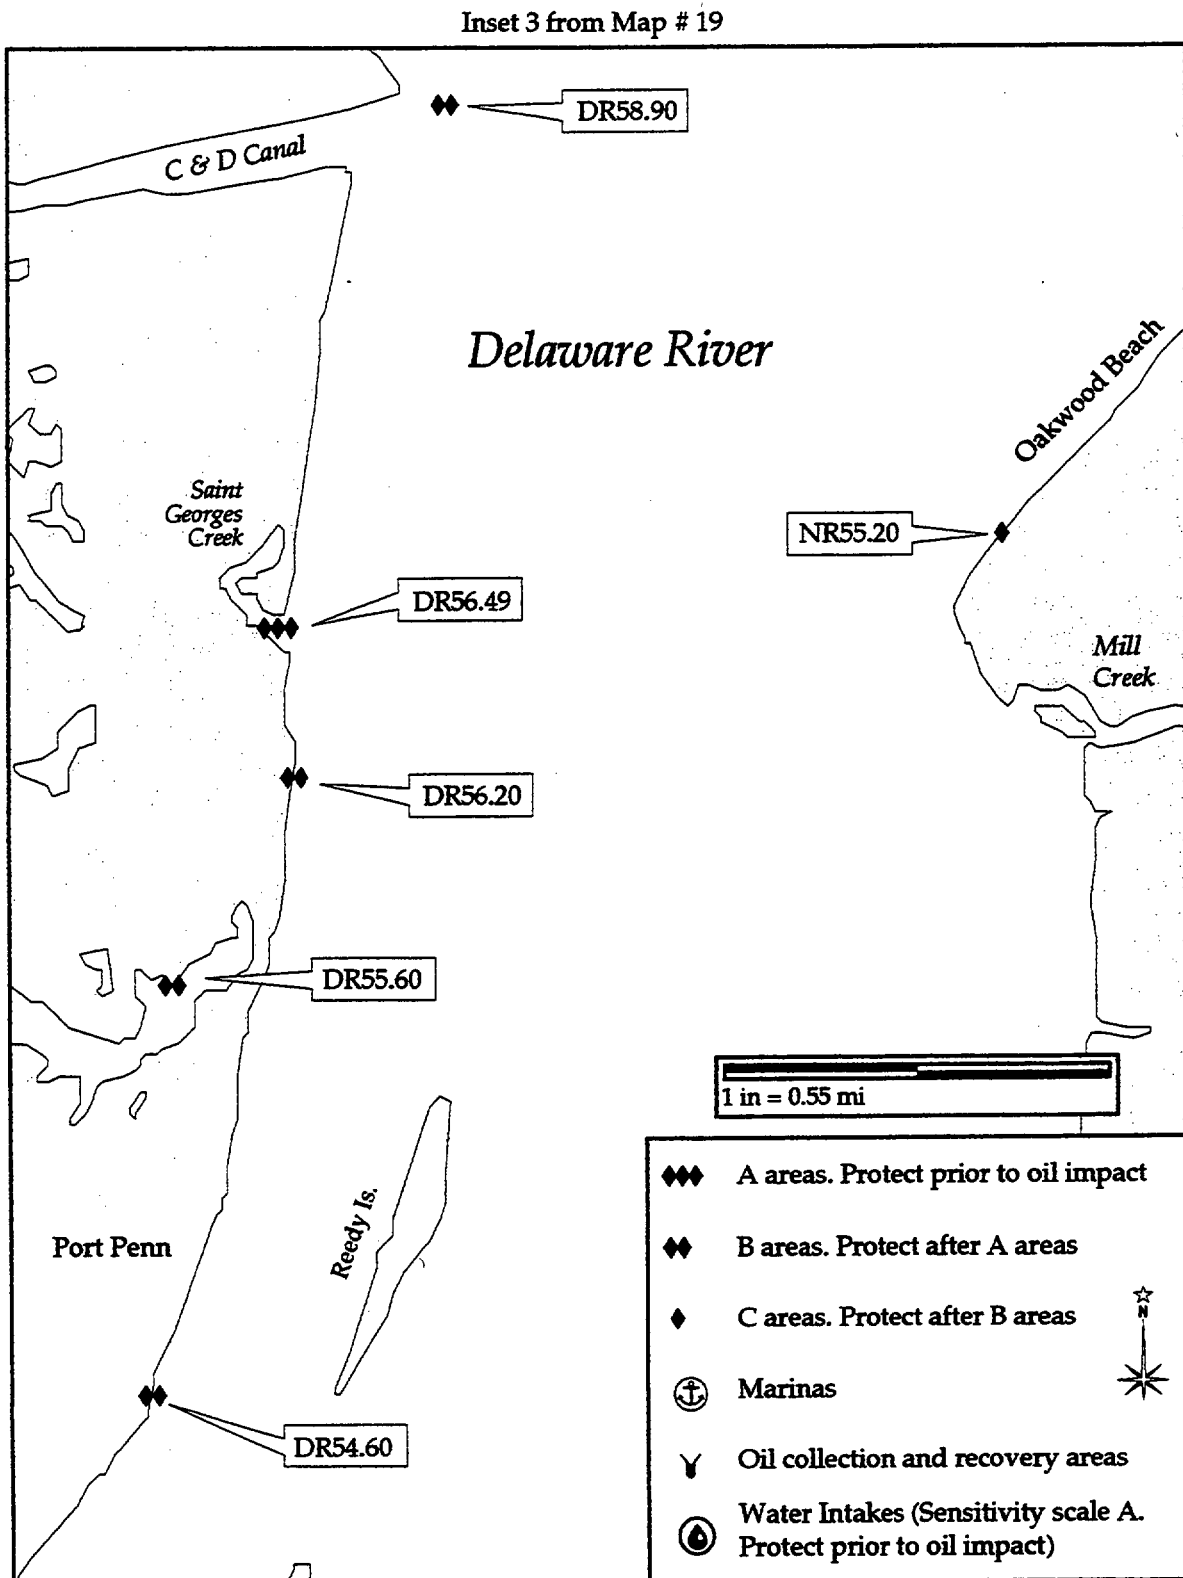 Inset 3 from Map # 19
DR58.90
C & D Canal
Delaware River
Oakwood Beach
Saint
Georges
Creek
NR55.20
DR56.49
Mill
Creek
DR56.20
DR55.60
1 in = 0.55 mi
Reedy Is.
Port Penn
DR54.60
A areas. Protect prior to oil impact
B areas. Protect after A areas
C areas. Protect after B areas
N
Marinas
Oil collection and recovery areas
Water Intakes (Sensitivity scale A.
Protect prior to oil impact)